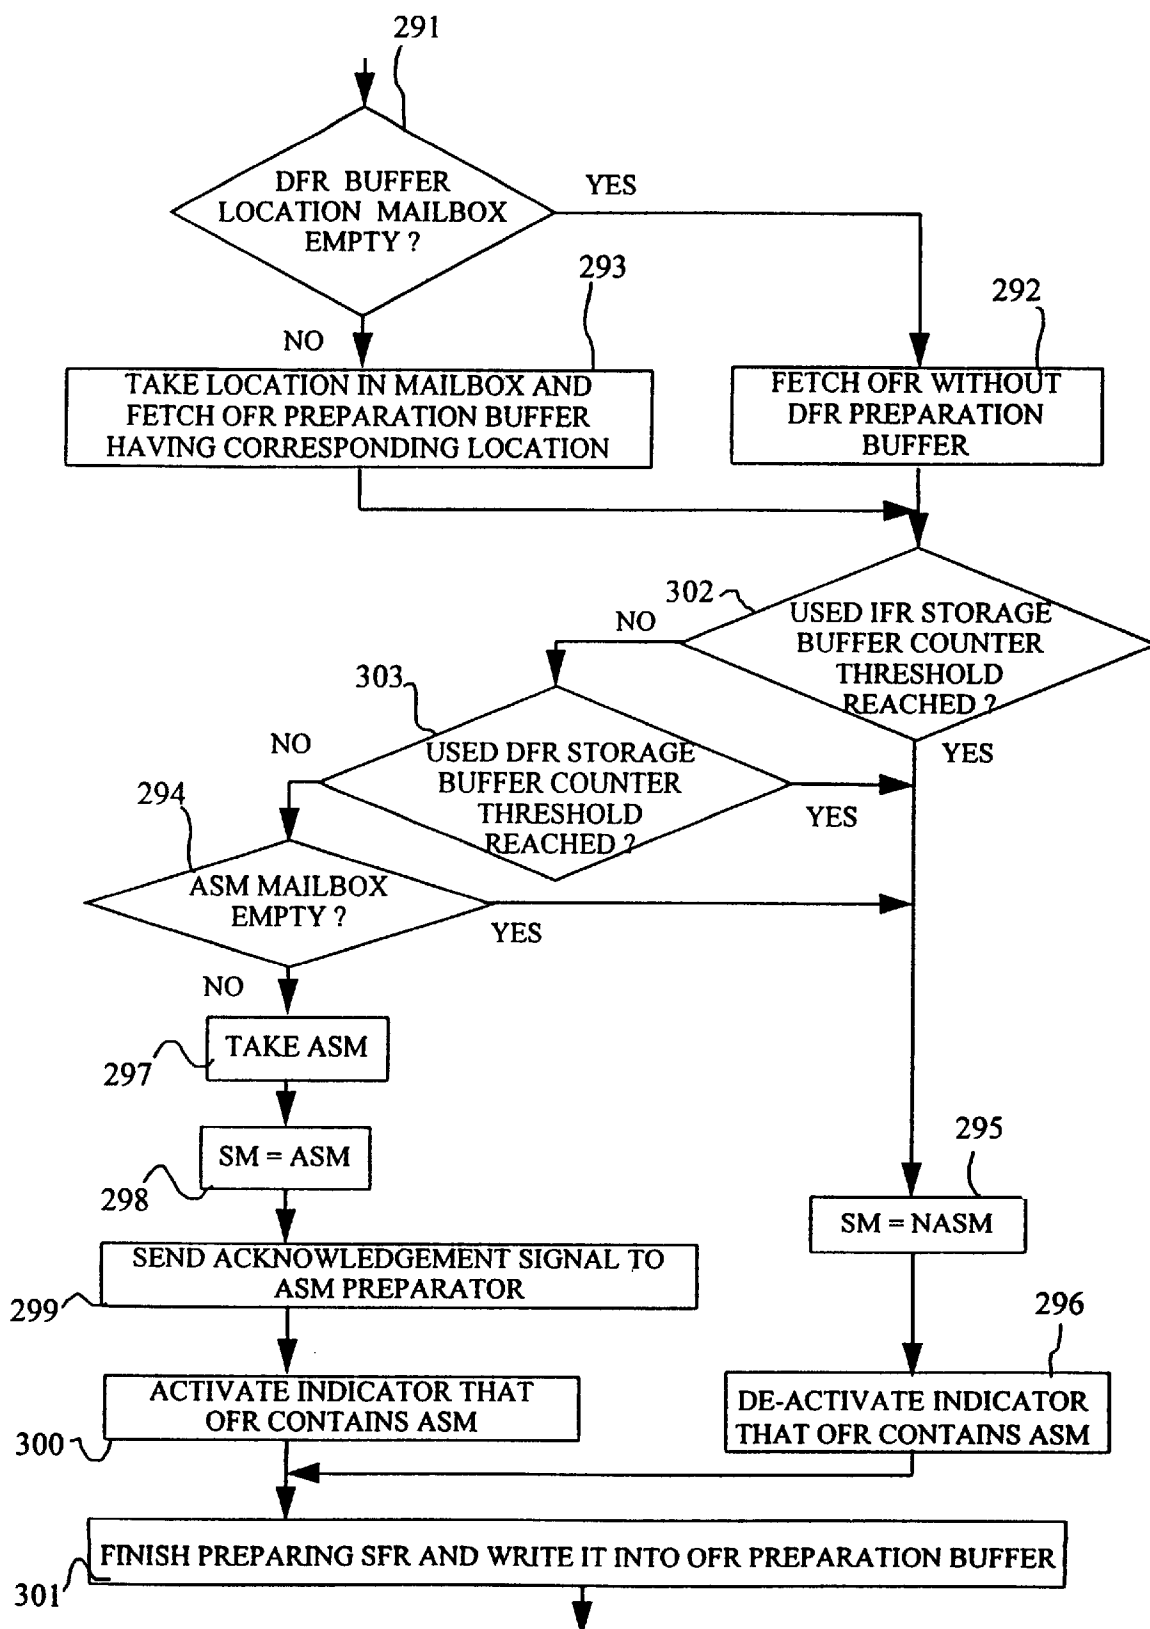 291
DFR BUFFER
LOCATION MAILBOX
EMPTY ?
YES
NO
293
292
TAKE LOCATION IN MAILBOX AND
FETCH OFR PREPARATION BUFFER
HAVING CORRESPONDING LOCATION
FETCH OFR WITHOUT
DFR PREPARATION
BUFFER
302
USED IFR STORAGE
BUFFER COUNTER
THRESHOLD
REACHED ?
NO
YES
303
USED DFR STORAGE
BUFFER COUNTER
THRESHOLD
REACHED ?
NO
YES
294
ASM MAILBOX
EMPTY ?
YES
NO
TAKE ASM
297
SM = ASM
298
295
SM = NASM
SEND ACKNOWLEDGEMENT SIGNAL TO
ASM PREPARATOR
299
296
ACTIVATE INDICATOR THAT
OFR CONTAINS ASM
300
DE-ACTIVATE INDICATOR
THAT OFR CONTAINS ASM
FINISH PREPARING SFR AND WRITE IT INTO OFR PREPARATION BUFFER
301